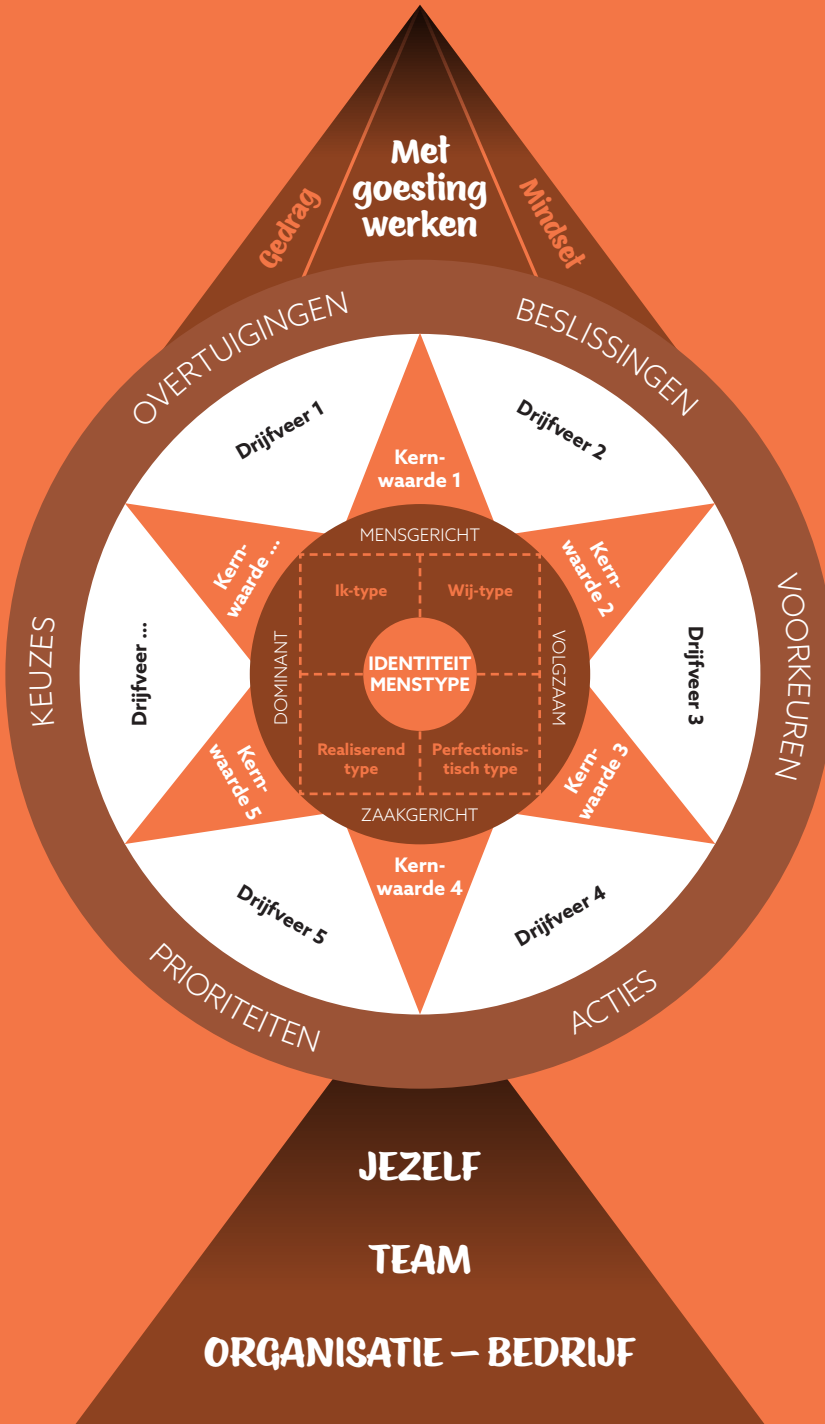 Met
goesting
werken
Gedrag
Mindset
OVERTUIGINGEN
BESLISSINGEN
Drijfveer 1
Drijfveer 2
Kern-
waarde 1
Kern-
waarde ...
Kern-
waarde 2
MENSGERICHT
Ik-type
Wij-type
KEUZES
Drijfveer ...
DOMINANT
IDENTITEIT
MENSTYPE
VOLGZAAM
Drijfveer 3
VOORKEUREN
Realiserend
type
Perfectionis-
tisch type
Kern-
waarde 5
Kern-
waarde 3
ZAAKGERICHT
Kern-
waarde 4
Drijfveer 5
Drijfveer 4
PRIORITEITEN
ACTIES
JEZELF
TEAM
ORGANISATIE – BEDRIJF